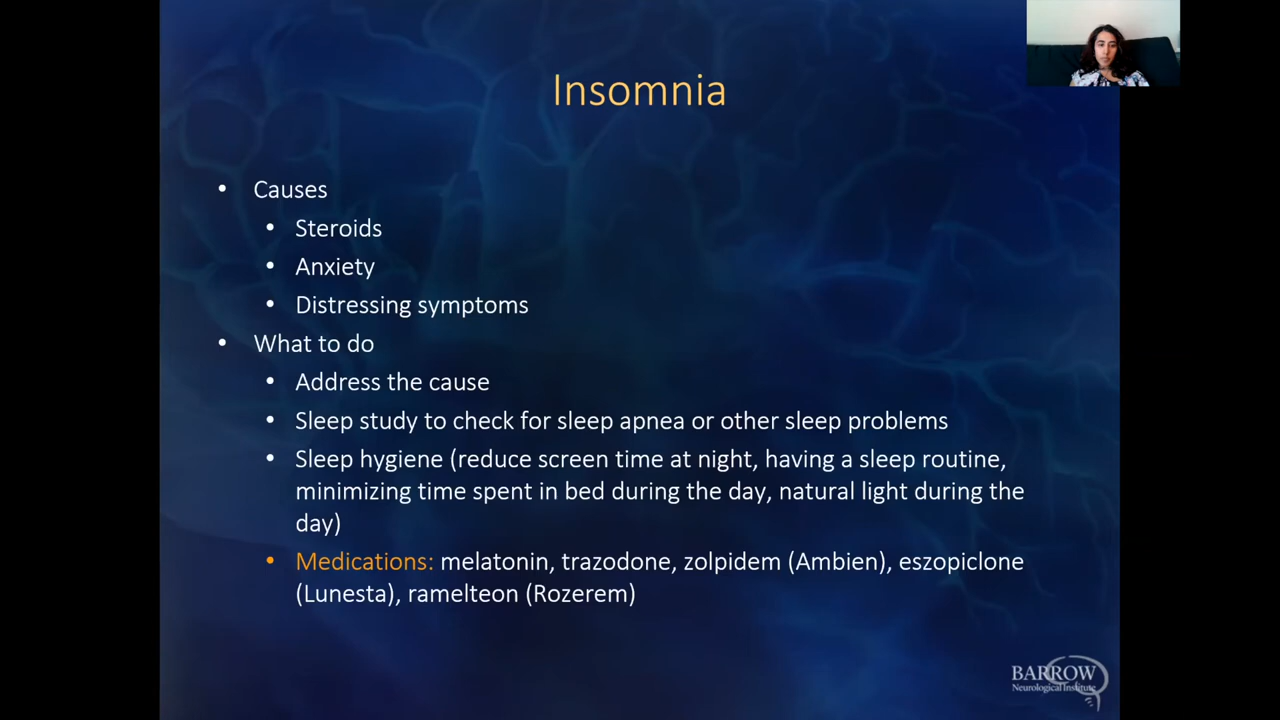 Insomnia
• Causes
• Steroids
• Anxiety
• Distressing symptoms
• What to do
• Address the cause
• Sleep study to check for sleep apnea or other sleep problems
• Sleep hygiene (reduce screen time at night, having a sleep routine,
minimizing time spent in bed during the day, natural light during the
day)
• Medications: melatonin, trazodone, zolpidem (Ambien), eszopiclone
(Lunesta), ramelteon (Rozerem)
BARROW
Neurological Institute